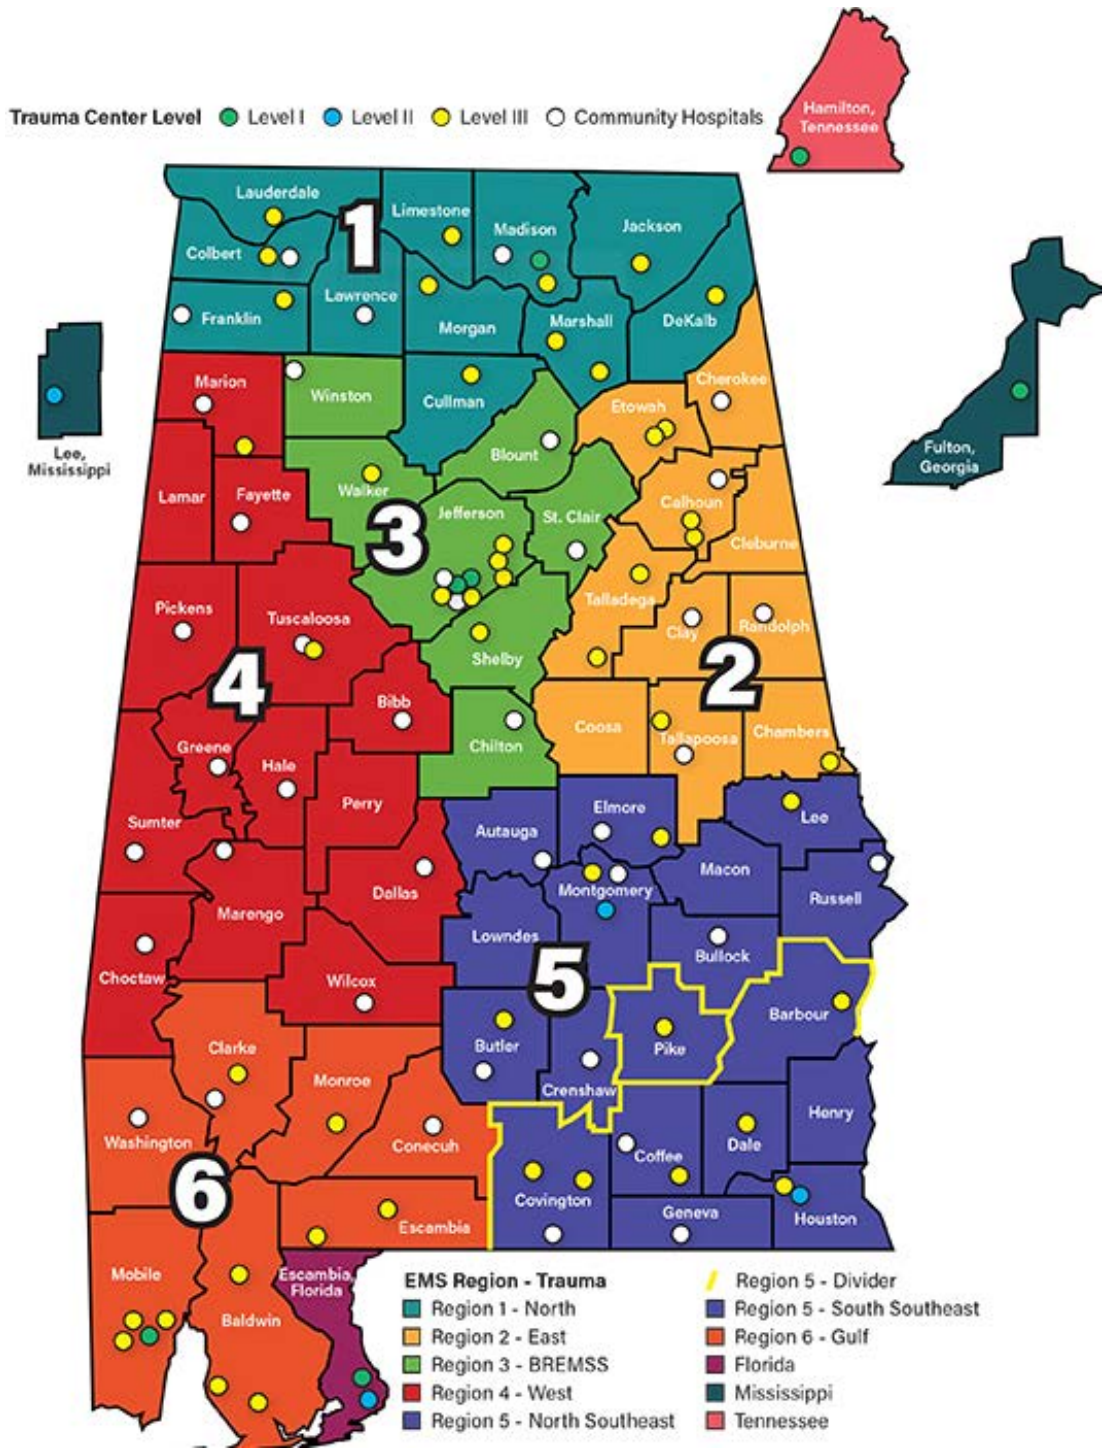 Hamilton,
Tennessee
Trauma Center Level Level I Level II Level III Community Hospitals
Lauderdale
1
Limestone
Madison
Jackson
Colbert
Lawrence
Franklin
Morgan
Marshall
DeKalb
Marion
Winston
Cullman
Cherokee
Etowah
Blount
Lee,
Mississippi
Fulton,
Georgia
Lamar
Fayette
Walker
3
Jefferson
St. Clair
Calhoun
Cleburne
Pickens
Tuscaloosa
Talladega
Clay
Randolph
4
Shelby
2
Bibb
Greene
Hale
Chilton
Coosa
Tallapoosa
Chambers
Perry
Sumter
Autauga
Elmore
Lee
Dallas
Montgomery
Macon
Russell
Marengo
Lowndes
Choctaw
Wilcox
5
Bullock
Barbour
Clarke
Butler
Pike
Monroe
Crenshaw
Henry
Washington
Conecuh
Coffee
Dale
6
Covington
Geneva
Houston
Escambia
Mobile
Escambia,
Florida
Baldwin
EMS Region - Trauma
Region 1 - North
Region 2 - East
Region 3 - BREMSS
Region 4 - West
Region 5 - North Southeast
Region 5 - Divider
Region 5 - South Southeast
Region 6 - Gulf
Florida
Mississippi
Tennessee